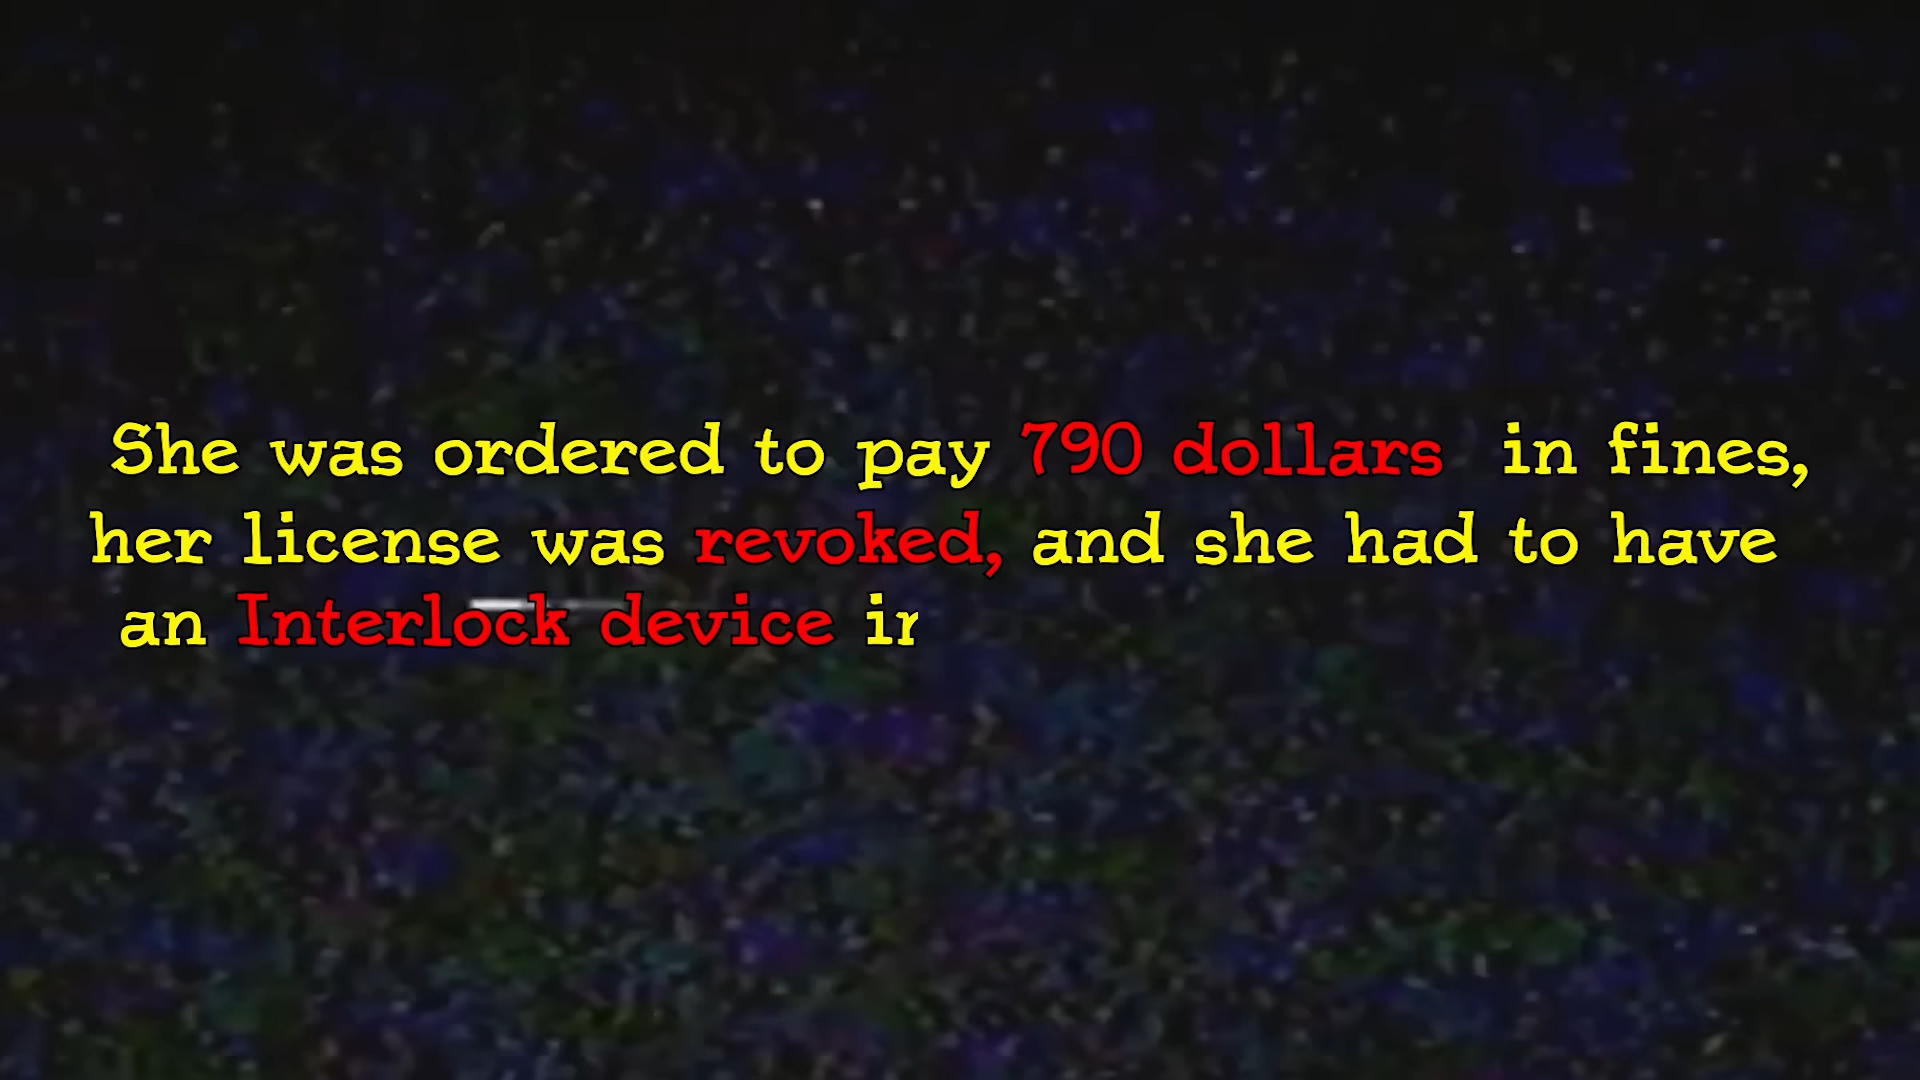 She was ordered to pay 790 dollars in fines,
her license was revoked, and she had to have
an Interlock device